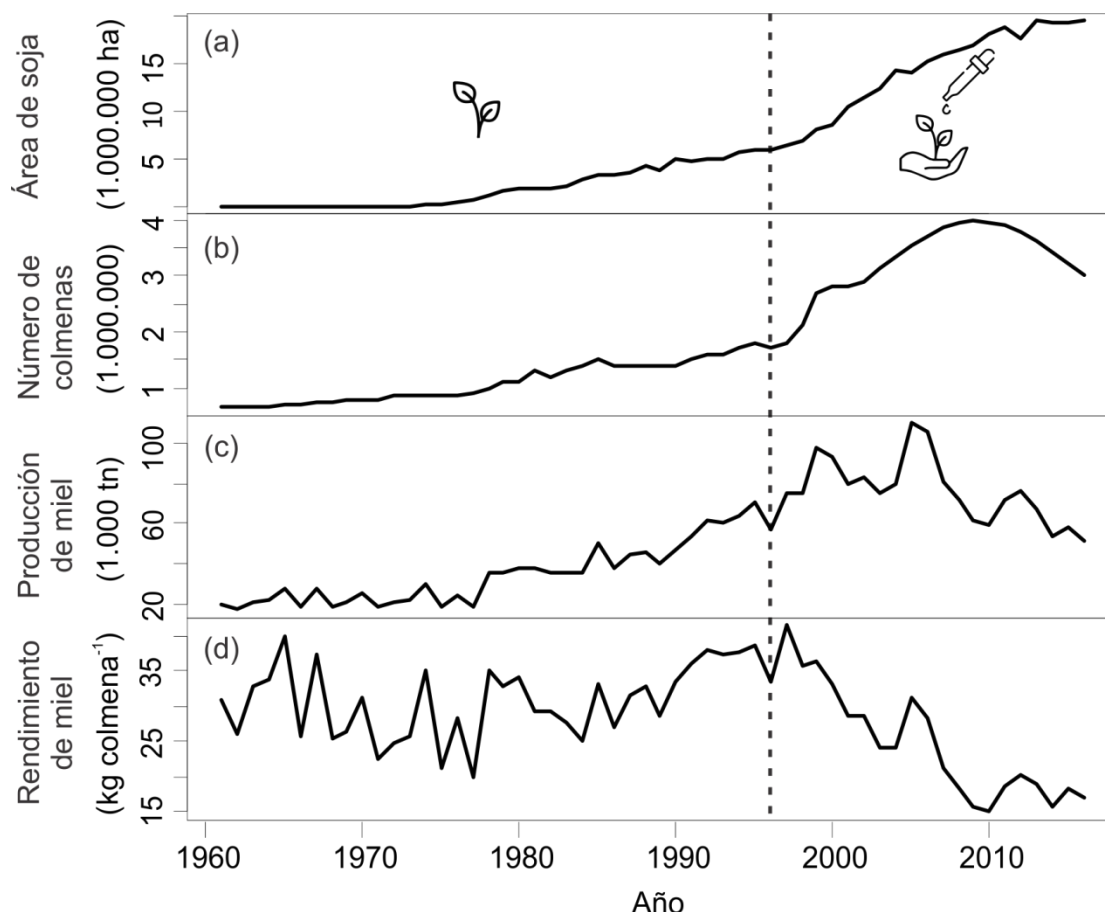 (a)
Área de soja
(1.000.000 ha)
15
10
5
(b)
Número de
colmenas
(1.000.000)
4
3
2
1
(c)
Producción
de miel
(1.000 tn)
100
60
20
(d)
Rendimiento
de miel
(kg colmena⁻¹)
35
25
15
1960 1970 1980 1990 2000 2010
Año